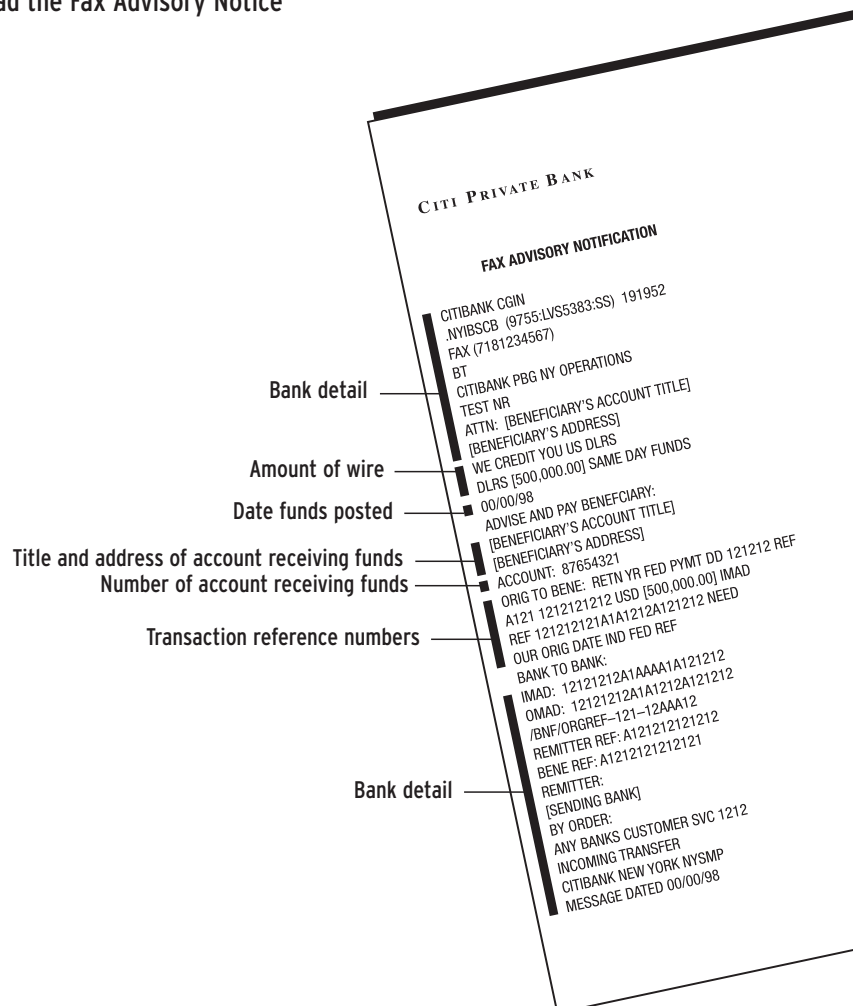 the Fax Advisory Notice
CITI PRIVATE BANK
FAX ADVISORY NOTIFICATION
CITIBANK CGIN
.NYIBSCB (9755:LVS5383:SS) 191952
FAX (7181234567)
BT
CITIBANK PBG NY OPERATIONS
TEST NR
ATTN: [BENEFICIARY'S ACCOUNT TITLE]
[BENEFICIARY'S ADDRESS]
WE CREDIT YOU US DLRS
DLRS [500,000.00] SAME DAY FUNDS
00/00/98
ADVISE AND PAY BENEFCIARY:
[BENEFICIARY'S ACCOUNT TITLE]
[BENEFICIARY'S ADDRESS]
ACCOUNT: 87654321
ORIG TO BENE: RETN YR FED PYMT DD 121212 REF
A121 1212121212 USD [500,000.00] IMAD
REF 121212121A1A1212A121212 NEED
OUR ORIG DATE IND FED REF
BANK TO BANK:
IMAD: 12121212A1AAAA1A121212
OMAD: 12121212A1A1212A121212
/BNF/ORGREF–121–12AAA12
REMITTER REF: A121212121212
BENE REF: A1212121212121
REMITTER:
[SENDING BANK]
BY ORDER:
ANY BANKS CUSTOMER SVC 1212
INCOMING TRANSFER
CITIBANK NEW YORK NYSMP
MESSAGE DATED 00/00/98
Bank detail
Amount of wire
Date funds posted
Title and address of account receiving funds
Number of account receiving funds
Transaction reference numbers
Bank detail